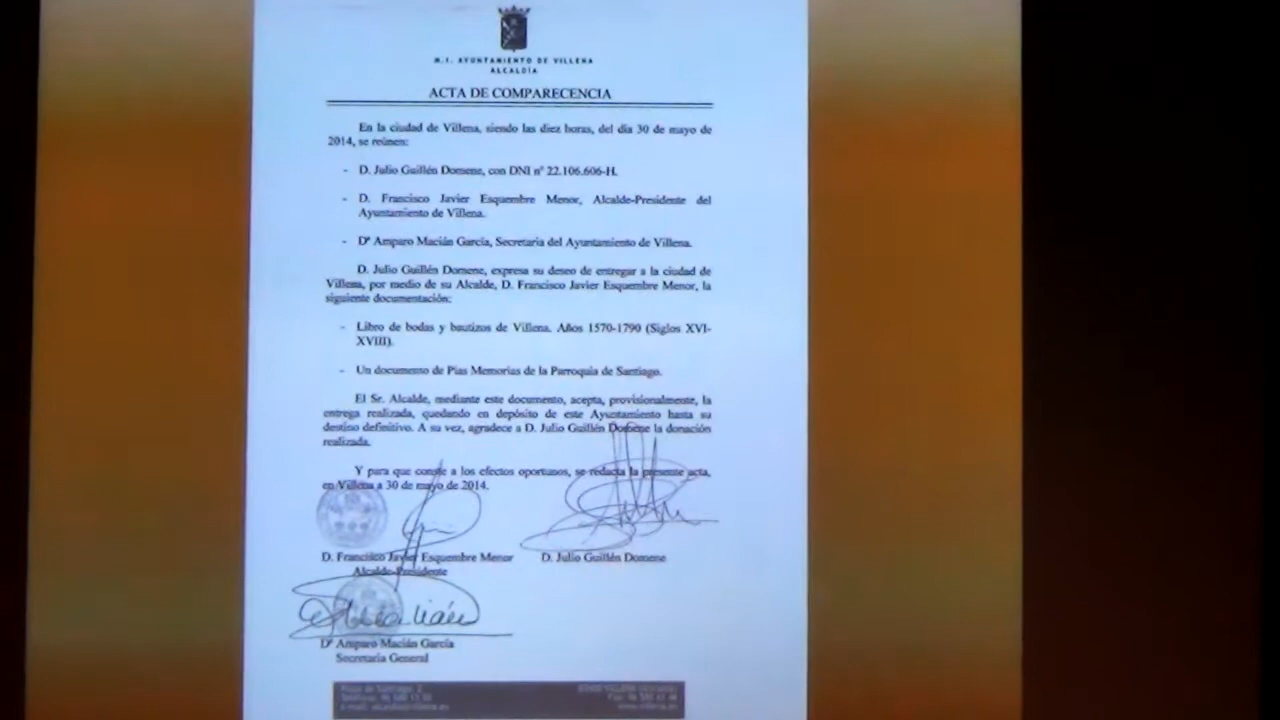 M.I. AYUNTAMIENTO DE VILLENA
ALCALDÍA
ACTA DE COMPARECENCIA
En la ciudad de Villena, siendo las diez horas, del día 30 de mayo de
2014, se reúnen:
- D. Julio Guillén Domene, con DNI nº 22.106.606-H.
- D. Francisco Javier Esquembre Menor, Alcalde-Presidente del
Ayuntamiento de Villena.
- Dª Amparo Macián García, Secretaria del Ayuntamiento de Villena.
D. Julio Guillén Domene, expresa su deseo de entregar a la ciudad de
Villena, por medio de su Alcalde, D. Francisco Javier Esquembre Menor, la
siguiente documentación:
- Libro de bodas y bautizos de Villena. Años 1570-1790 (Siglos XVI-
XVIII).
- Un documento de Pías Memorias de la Parroquia de Santiago.
El Sr. Alcalde, mediante este documento, acepta, provisionalmente, la
entrega realizada, quedando en depósito de este Ayuntamiento hasta su
destino definitivo. A su vez, agradece a D. Julio Guillén Domene la donación
realizada.
Y para que conste a los efectos oportunos, se redacta la presente acta,
en Villena a 30 de mayo de 2014.
D. Francisco Javier Esquembre Menor
Alcalde-Presidente
D. Julio Guillén Domene
Dª Amparo Macián García
Secretaria General
Plaza de Santiago, 2
www.villena.es